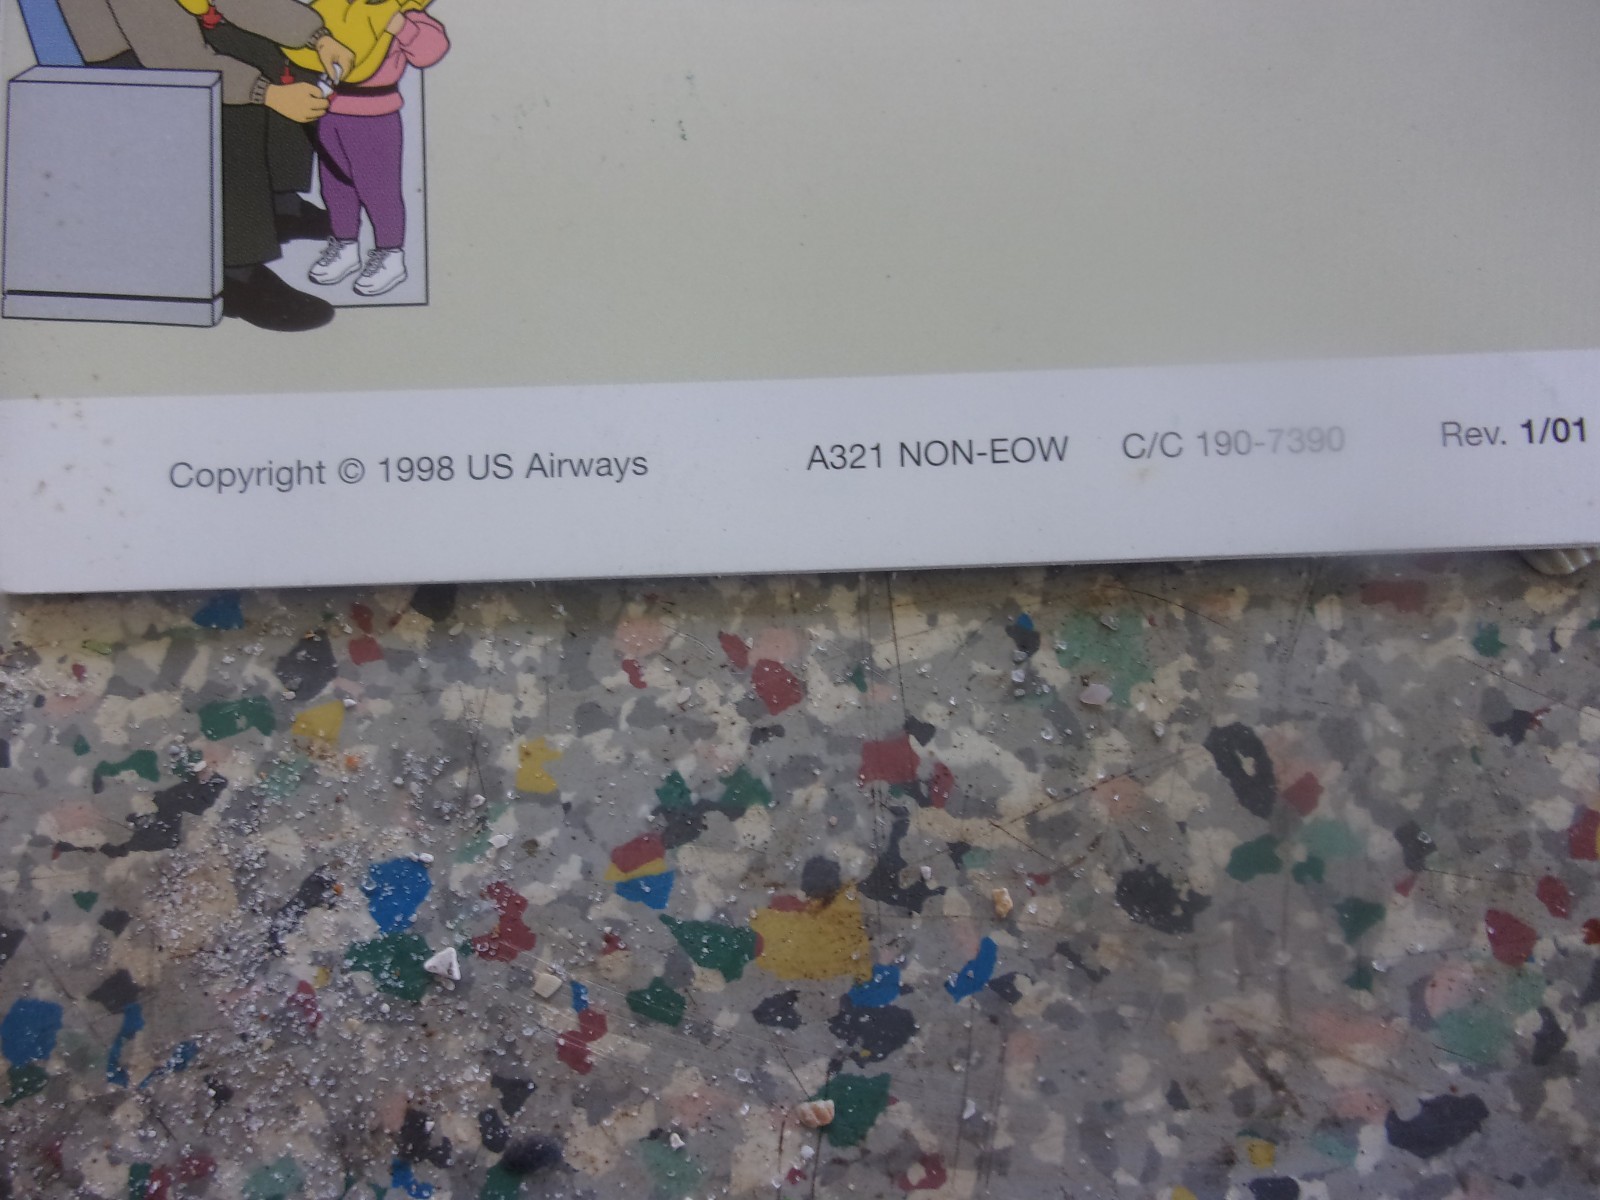 Copyright © 1998 US Airways A321 NON-EOW C/C 190-7390 Rev. 1/01